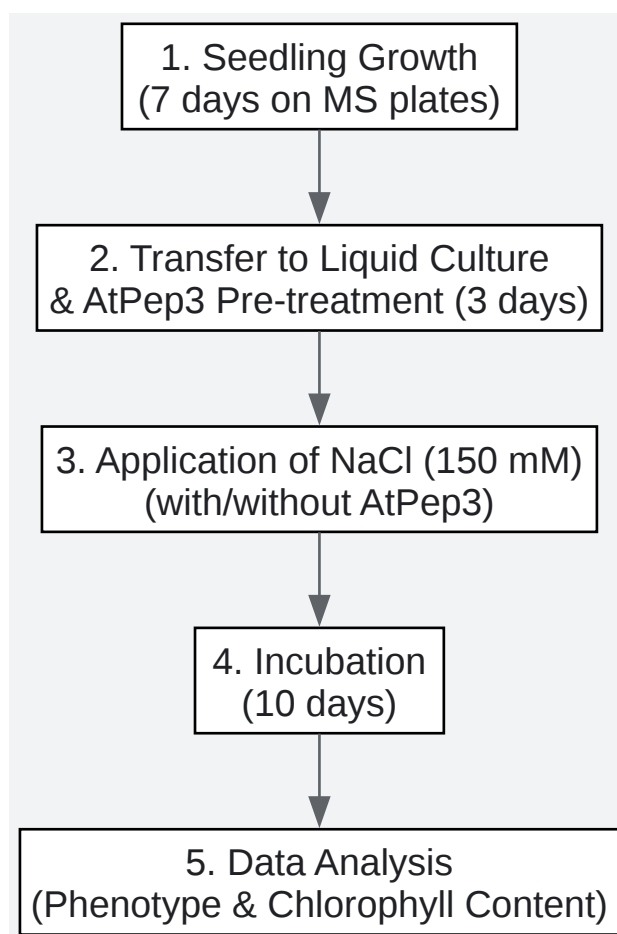 1. Seedling Growth
(7 days on MS plates)
2. Transfer to Liquid Culture
& AtPep3 Pre-treatment (3 days)
3. Application of NaCl (150 mM)
(with/without AtPep3)
4. Incubation
(10 days)
5. Data Analysis
(Phenotype & Chlorophyll Content)